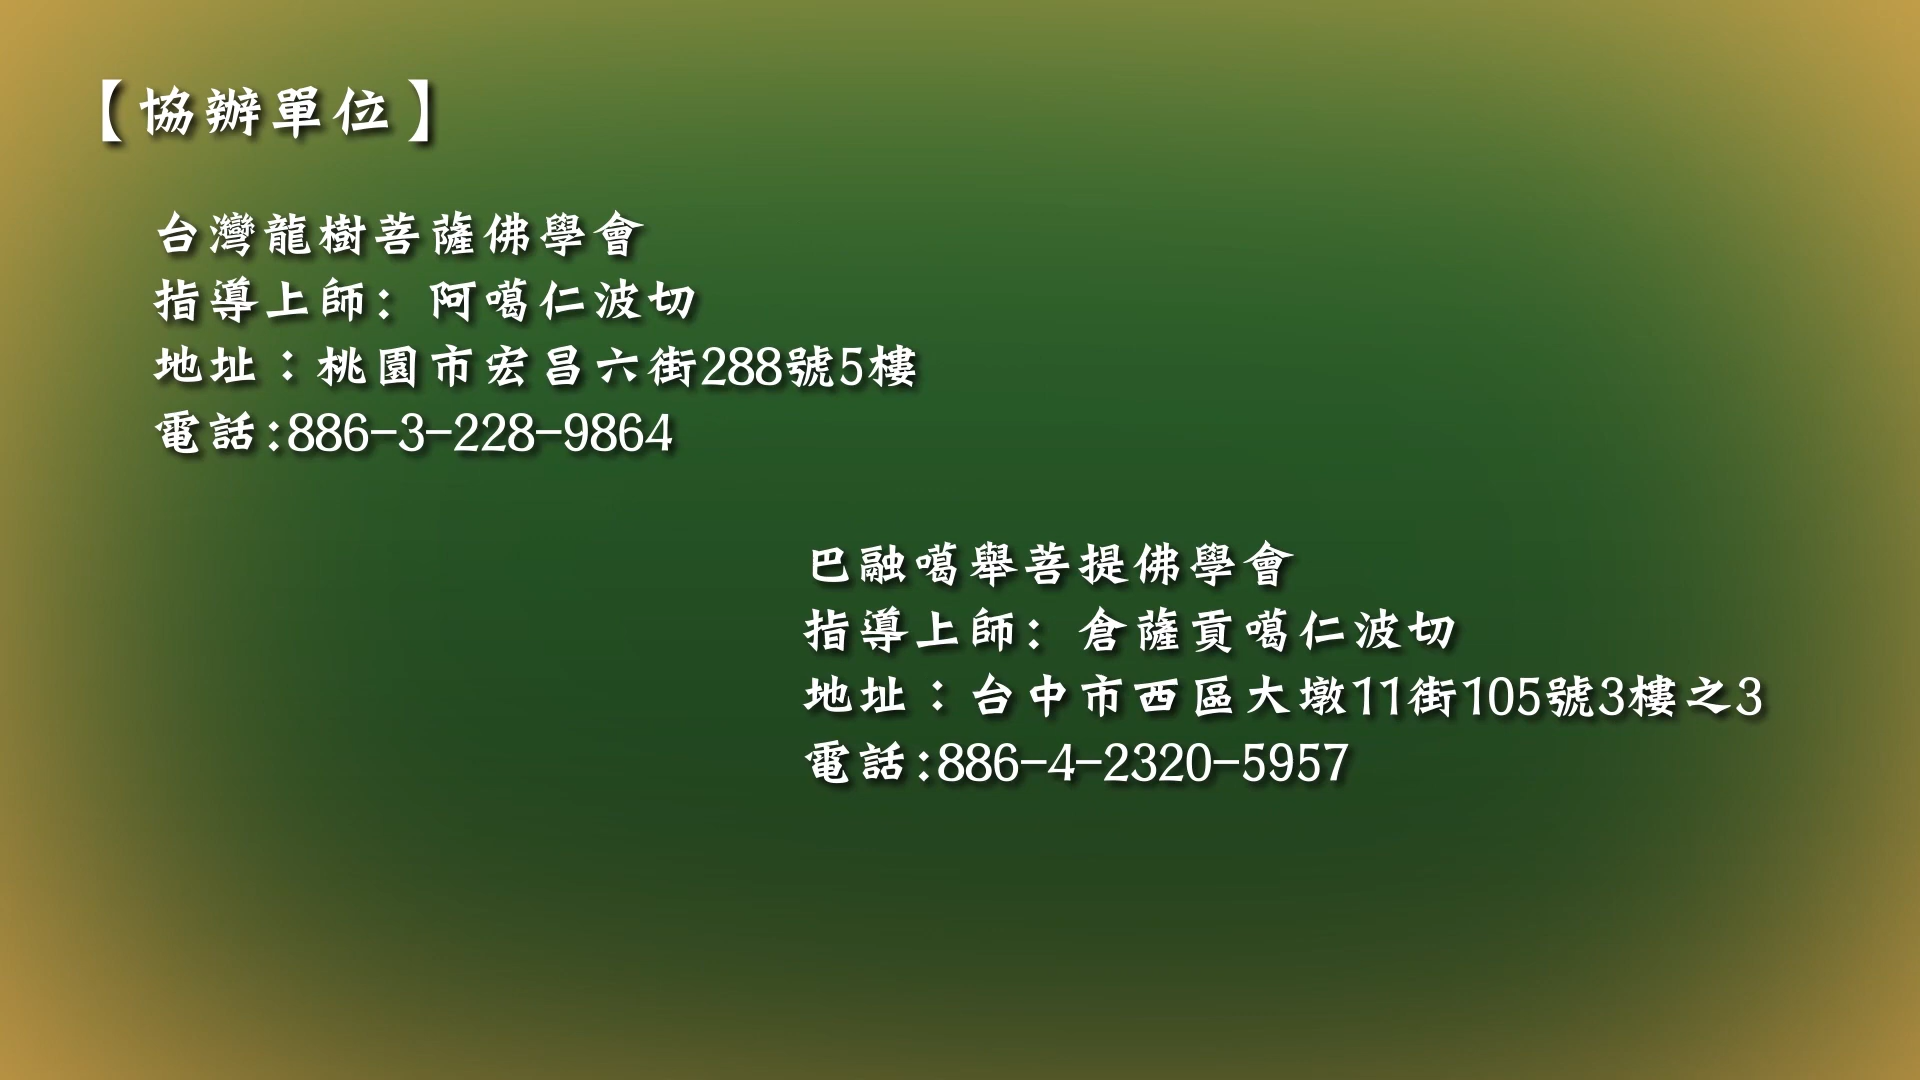 【協辦單位】
台灣龍樹菩薩佛學會
指導上師: 阿噶仁波切
地址：桃園市宏昌六街288號5樓
電話:886-3-228-9864
巴融噶舉菩提佛學會
指導上師: 倉薩貢噶仁波切
地址：台中市西區大墩11街105號3樓之3
電話:886-4-2320-5957